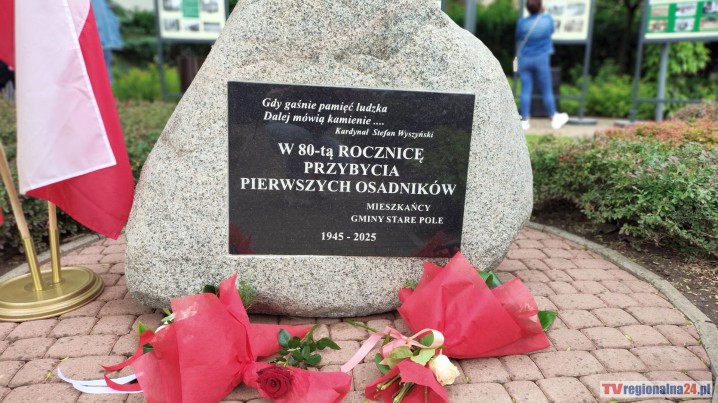 Gdy gaśnie pamięć ludzka
Dalej mówią kamienie ....
Kardynał Stefan Wyszyński
W 80-tą ROCZNICĘ
PRZYBYCIA
PIERWSZYCH OSADNIKÓW
MIESZKAŃCY
GMINY STARE POLE
1945 - 2025
TVregionalna24.pl